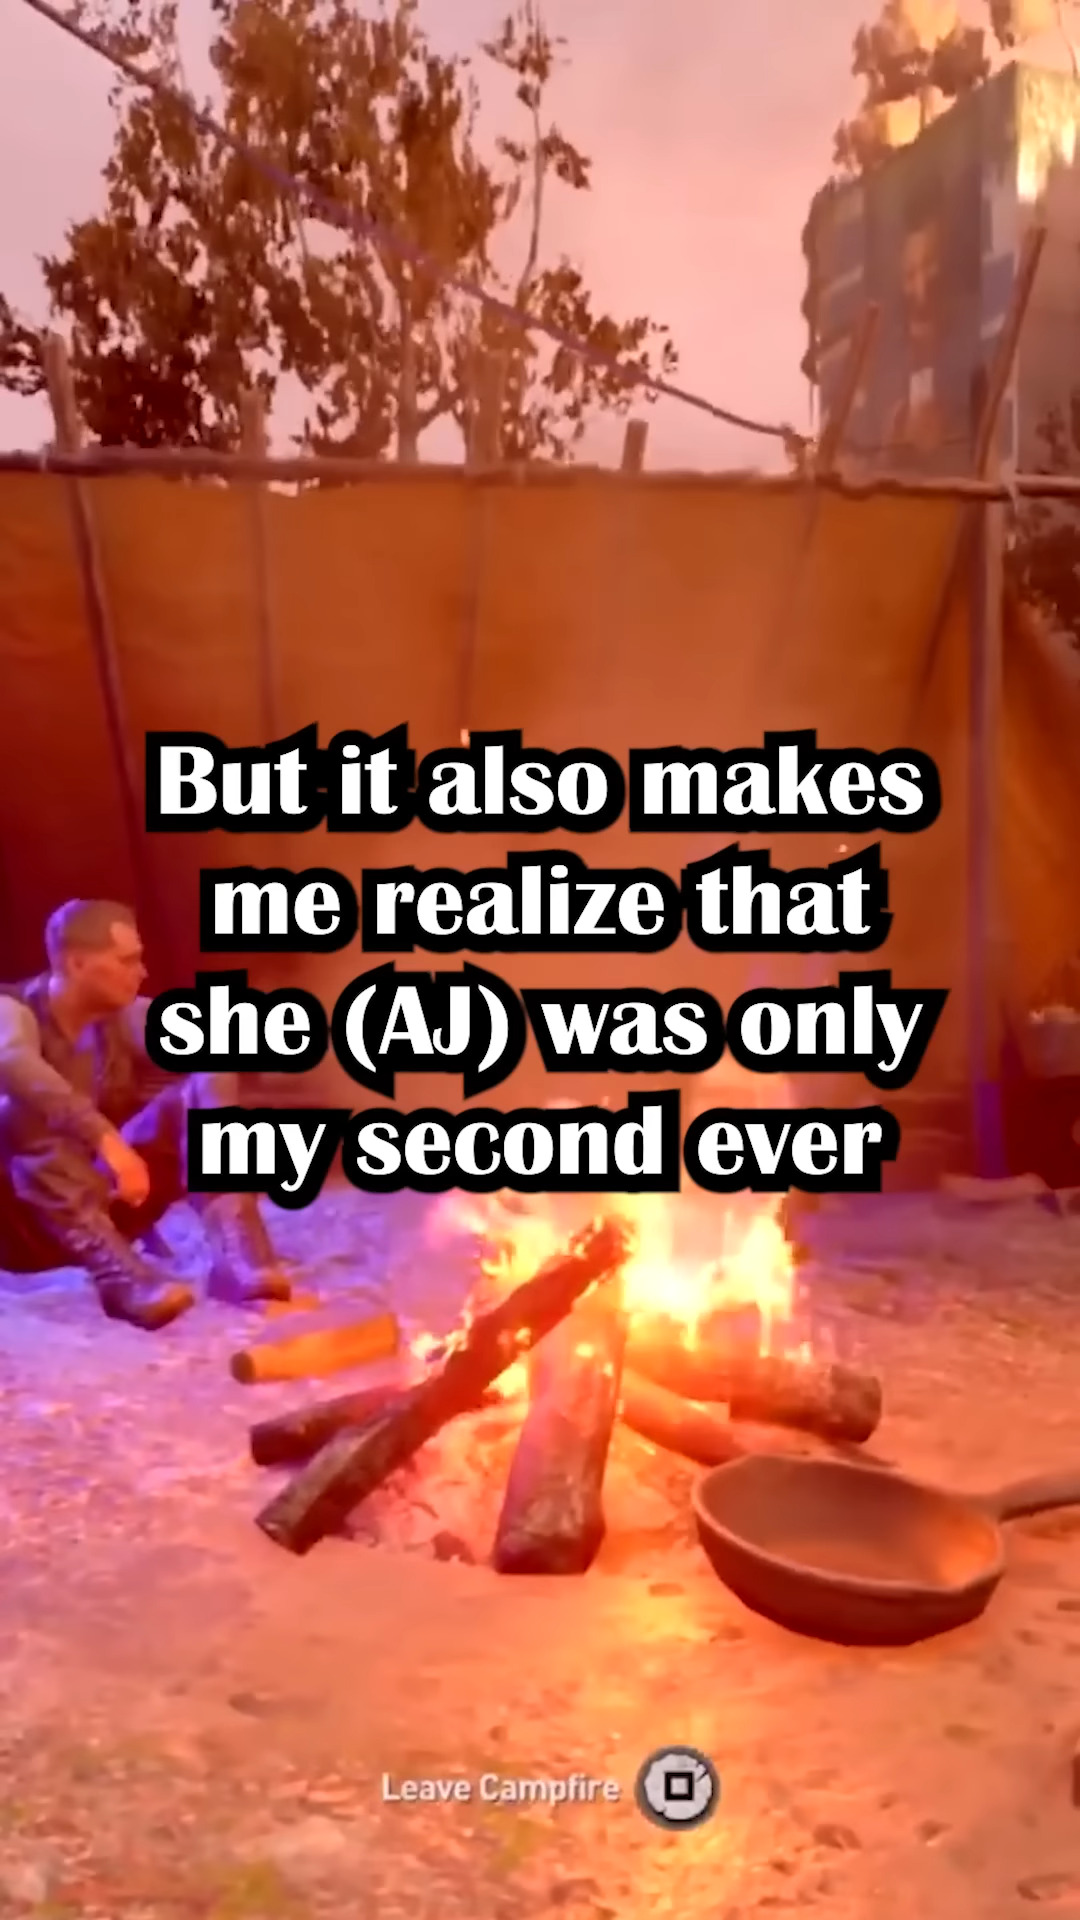 But it also makes
me realize that
she (AJ) was only
my second ever
Leave Campfire